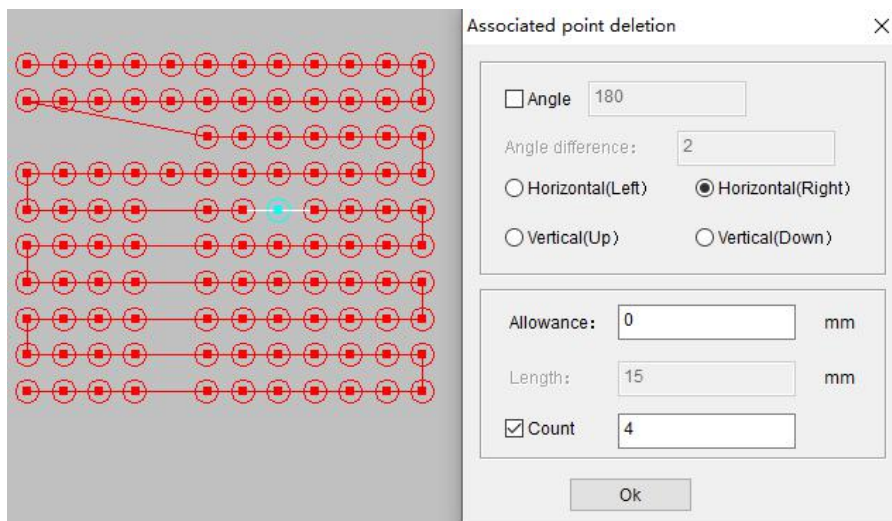 Associated point deletion
Angle 180
Angle difference: 2
Horizontal(Left) Horizontal(Right)
Vertical(Up) Vertical(Down)
Allowance: 0 mm
Length: 15 mm
Count 4
Ok